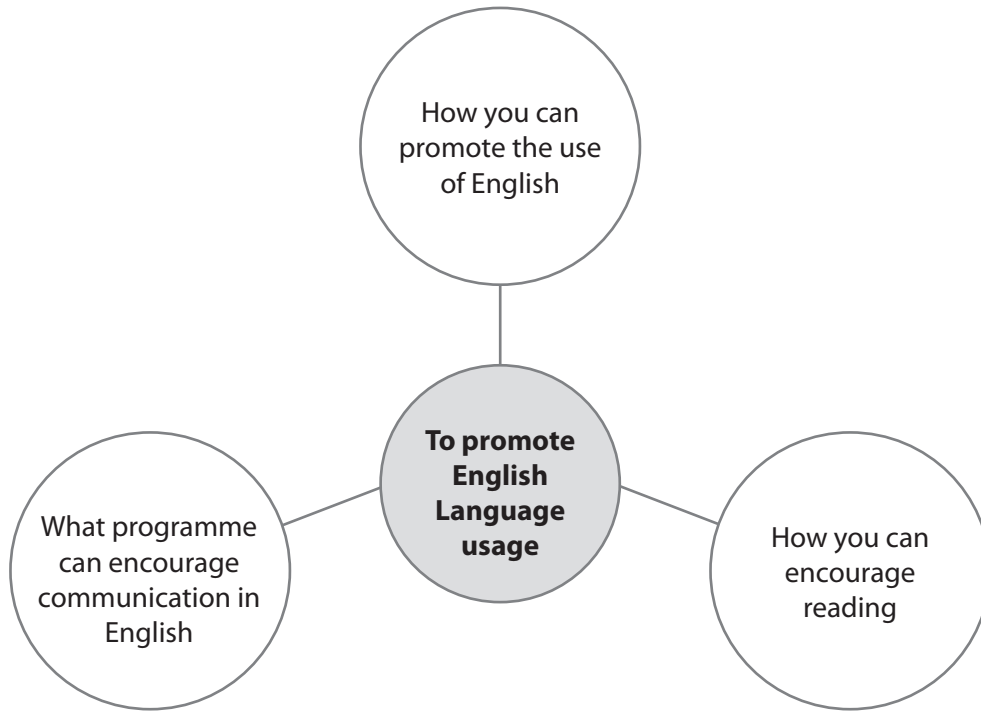 How you can
promote the use
of English
To promote
English
Language
usage
What programme
can encourage
communication in
English
How you can
encourage
reading